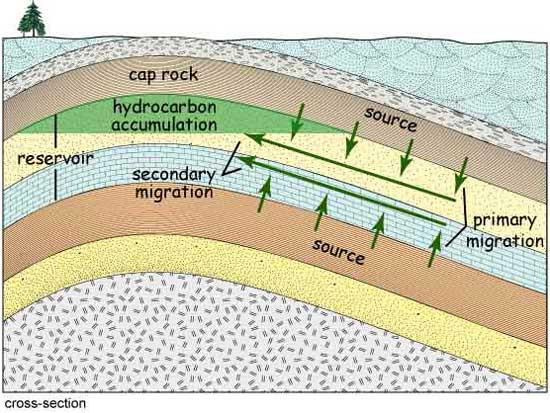 cap rock
hydrocarbon
accumulation
source
reservoir
secondary
migration
primary
migration
source
cross-section